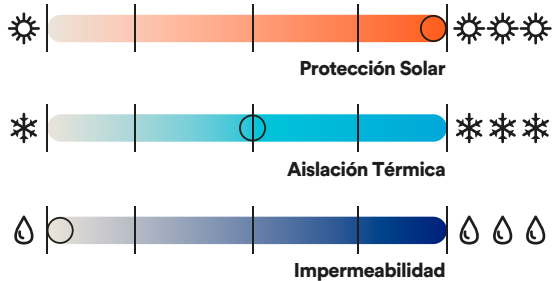 Protección Solar
Aislación Térmica
Impermeabilidad